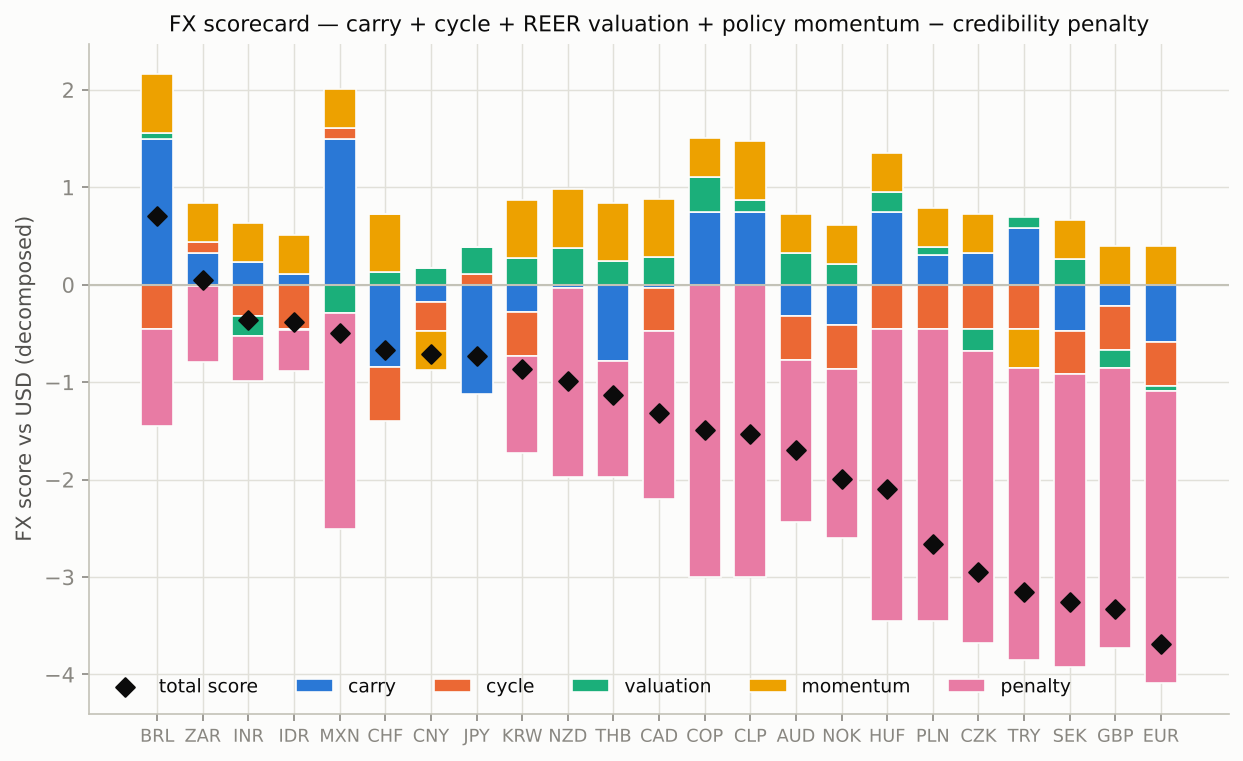 FX scorecard — carry + cycle + REER valuation + policy momentum − credibility penalty
FX score vs USD (decomposed)
2
1
0
−1
−2
−3
−4
total score carry cycle valuation momentum penalty
BRL ZAR INR IDR MXN CHF CNY JPY KRW NZD THB CAD COP CLP AUD NOK HUF PLN CZK TRY SEK GBP EUR